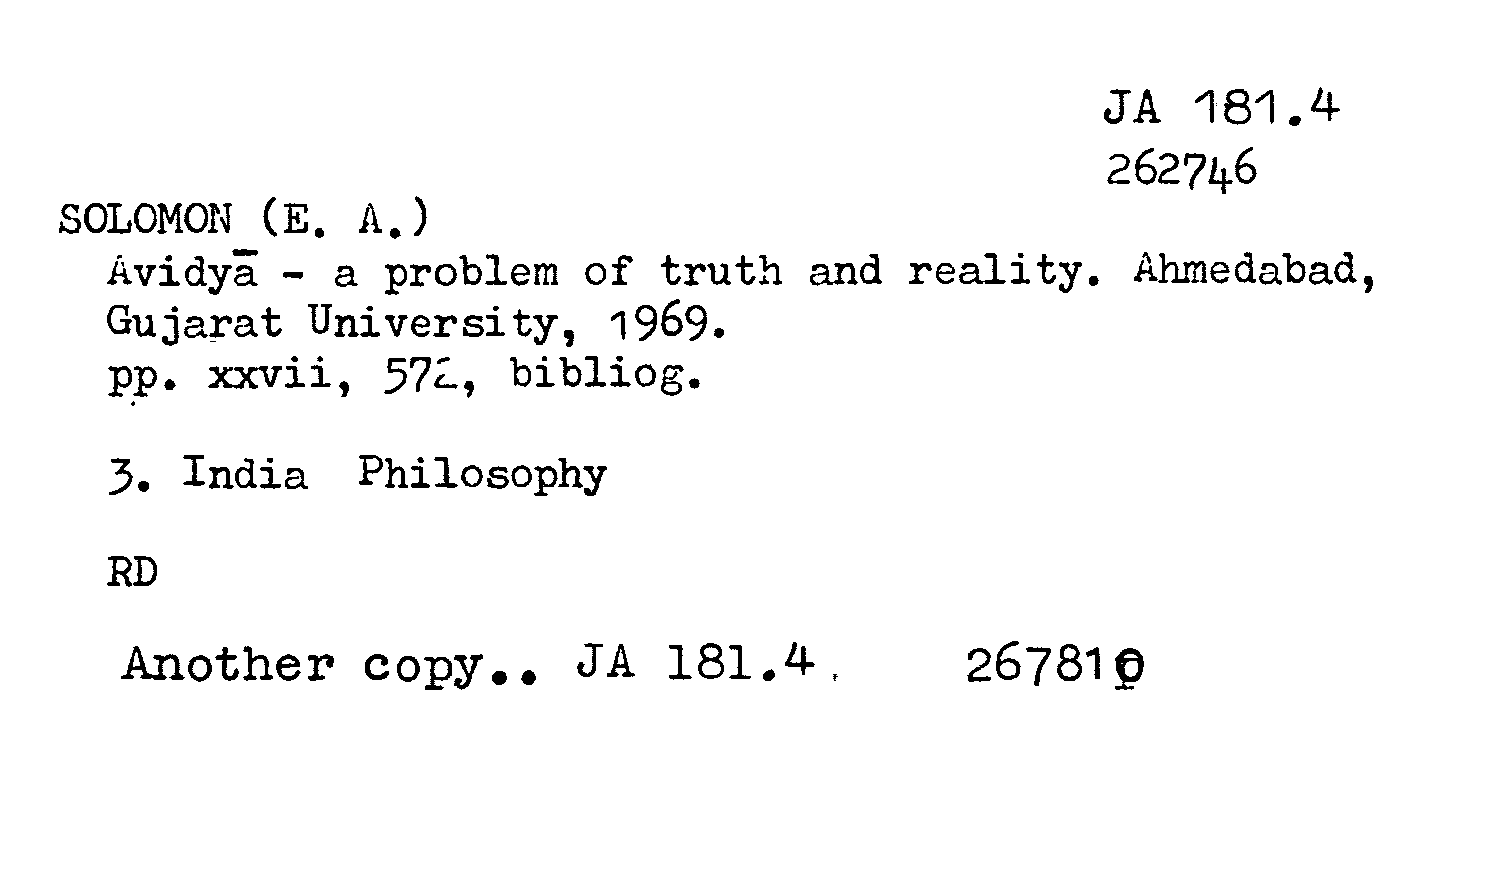 JA 181.4
262746
SOLOMON (E. A.)
Avidyā - a problem of truth and reality. Ahmedabad,
Gujarat University, 1969.
pp. xxvii, 572, bibliog.
3. India Philosophy
RD
Another copy.. JA 181.4 267810